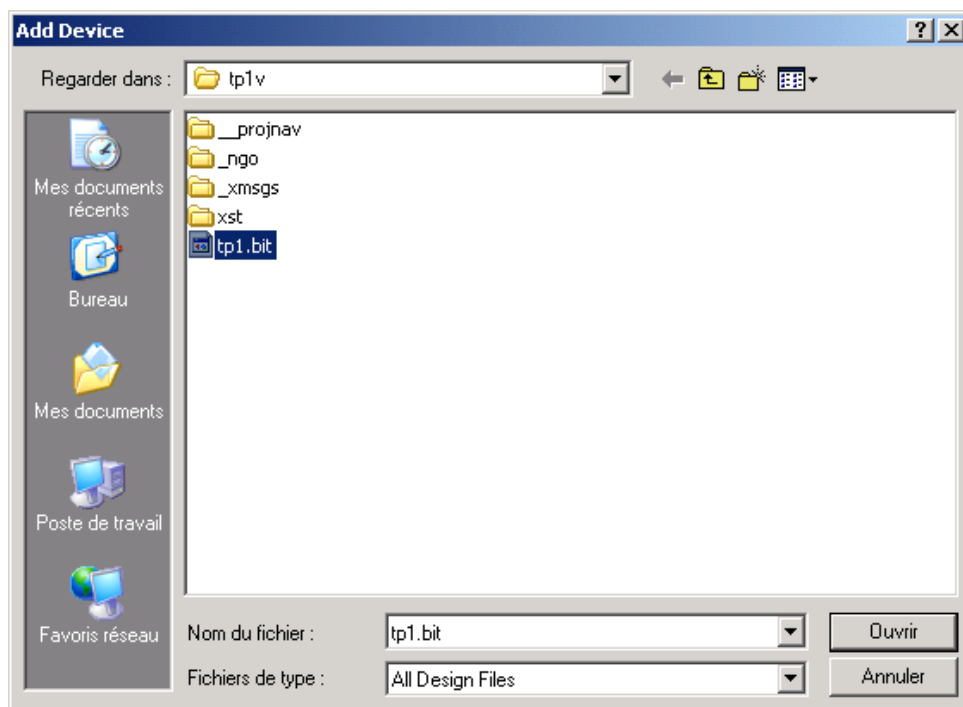 Add Device
Regarder dans :
tp1v
__projnav
_ngo
_xmsgs
xst
tp1.bit
Mes documents
récents
Bureau
Mes documents
Poste de travail
Favoris réseau
Nom du fichier :
tp1.bit
Ouvrir
Fichiers de type :
All Design Files
Annuler